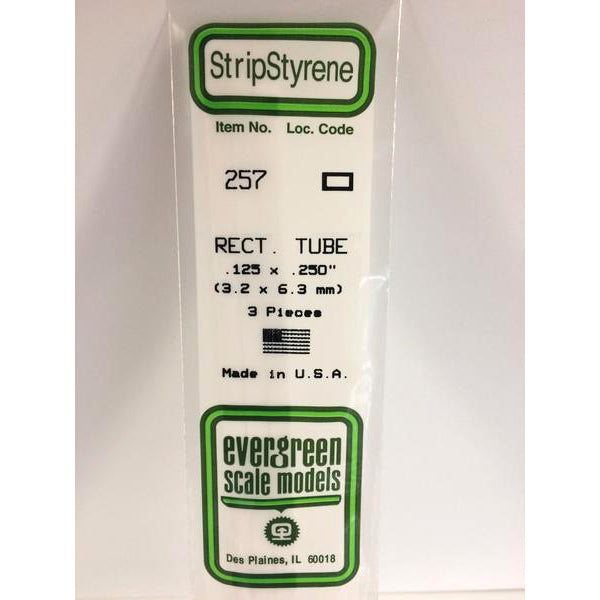 StripStyrene
Item No. Loc. Code
257
RECT. TUBE
.125 x .250"
(3.2 x 6.3 mm)
3 Pieces
Made in U.S.A.
evergreen
scale models
Des Plaines, IL 60018